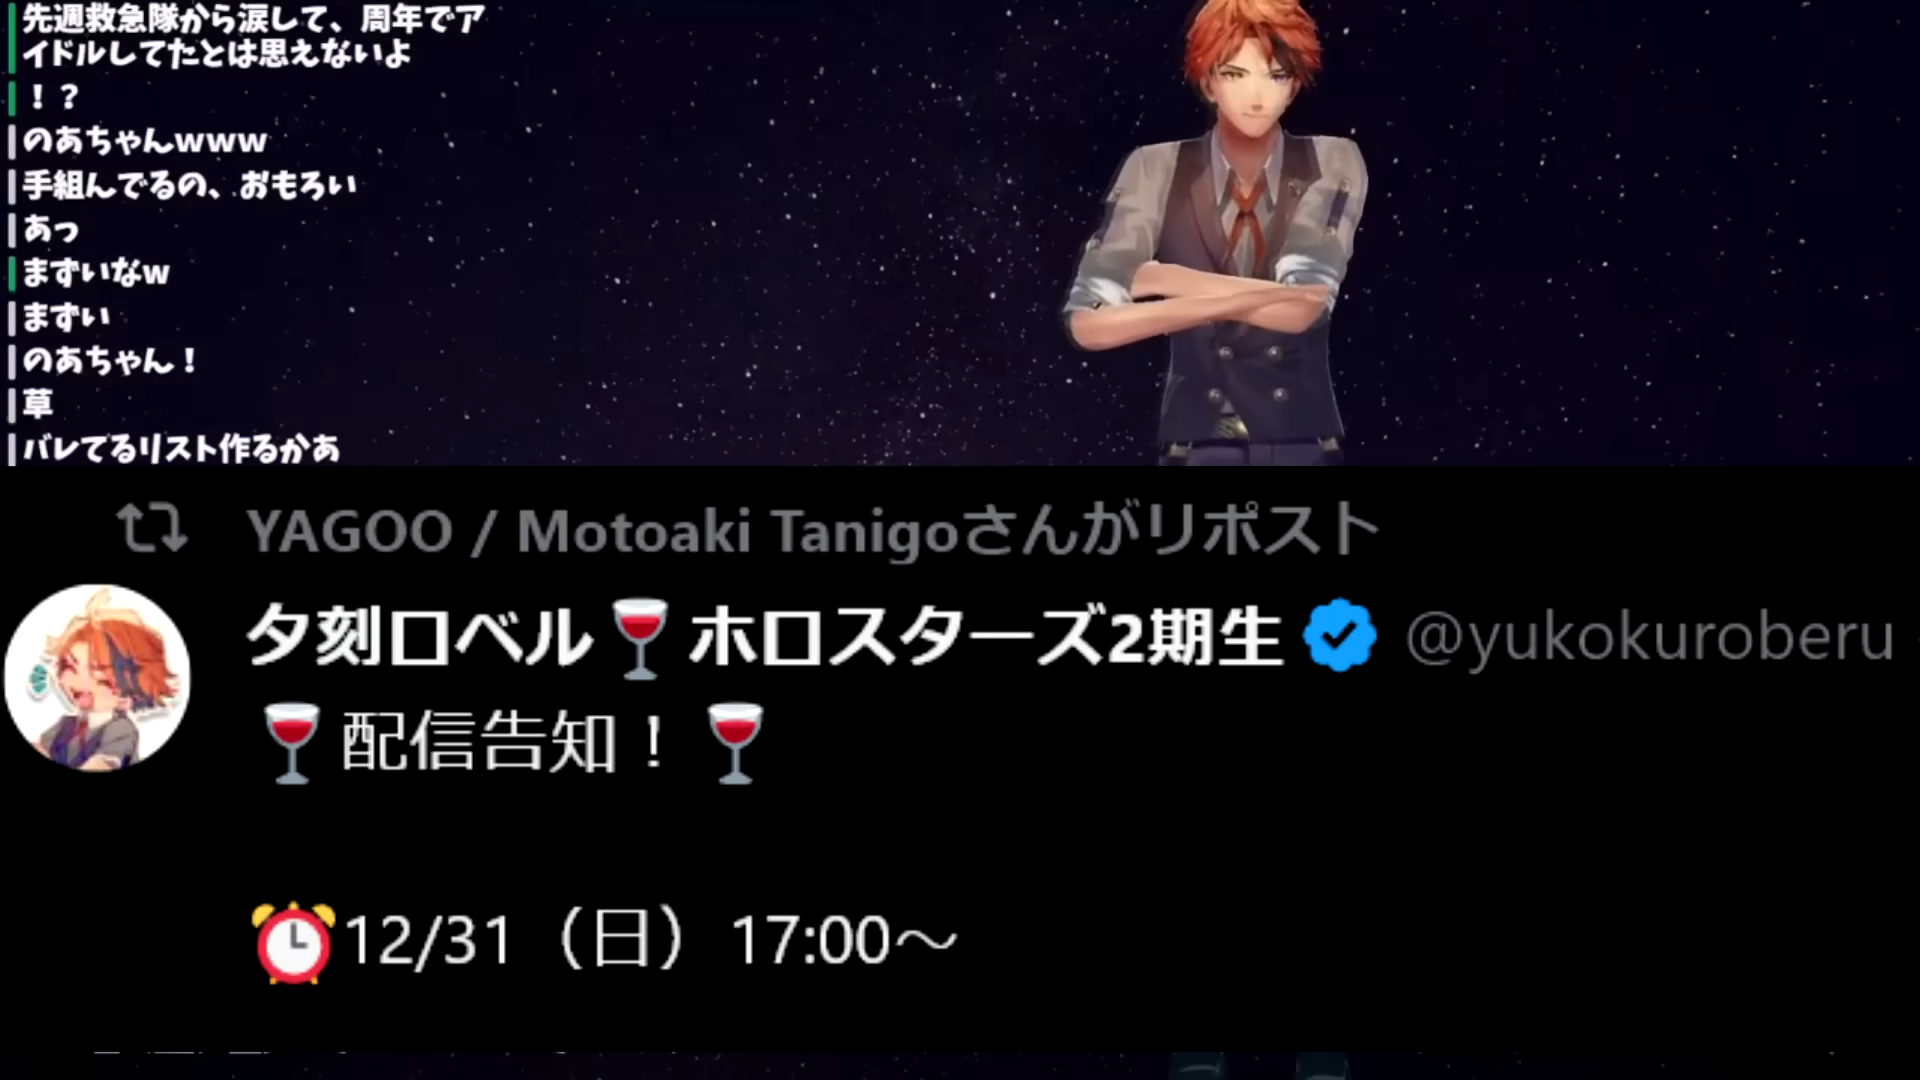 先週救急隊から涙して、周年でア
イドルしてたとは思えないよ
！？
のあちゃんwww
手組んでるの、おもろい
あっ
まずいなw
まずい
のあちゃん！
草
バレてるリスト作るかあ
YAGOO / Motoaki Tanigoさんがリポスト
夕刻ロベル🍷ホロスターズ2期生 @yukokuroberu
🍷配信告知！🍷
⏰12/31（日）17:00～